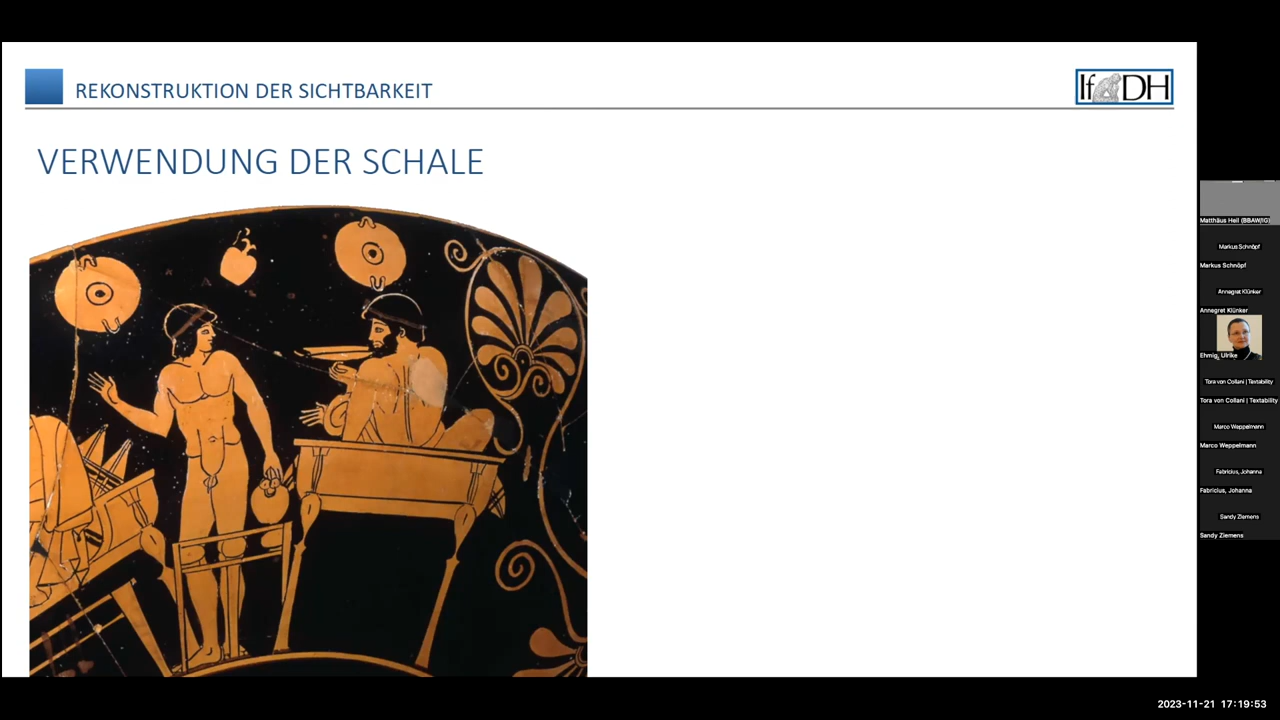 REKONSTRUKTION DER SICHTBARKEIT
IfDH
VERWENDUNG DER SCHALE
Matthäus Heil (BBAW/IG)
Markus Schnöpf
Markus Schnöpf
Annegret Klünker
Annegret Klünker
Ehmig, Ulrike
Tora von Collani | Textability
Tora von Collani | Textability
Marco Weppelmann
Marco Weppelmann
Fabricius, Johanna
Fabricius, Johanna
Sandy Ziemens
Sandy Ziemens
2023-11-21 17:19:53